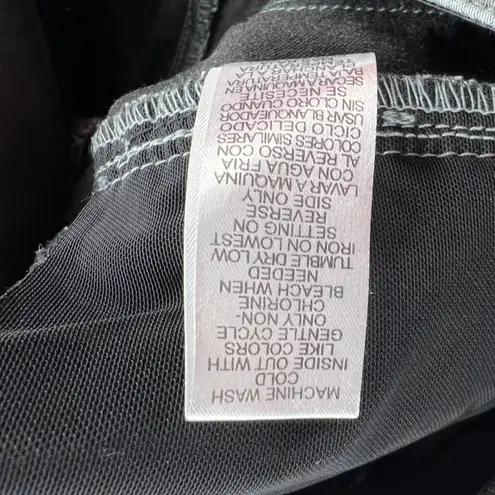 MACHINE WASH
COLD
INSIDE OUT WITH
LIKE COLORS
GENTLE CYCLE
ONLY NON-
CHLORINE
BLEACH WHEN
NEEDED
TUMBLE DRY LOW
IRON ON LOWEST
SETTING ON
REVERSE
SIDE ONLY
LAVAR A MAQUINA
CON AGUA FRIA
AL REVERSO CON
COLORES SIMILARES
CICLO DELICADO
USAR BLANQUEADOR
SIN CLORO CUANDO
SE NECESITE
SECAR A MAQUINA EN
BAJA TEMPERATURA